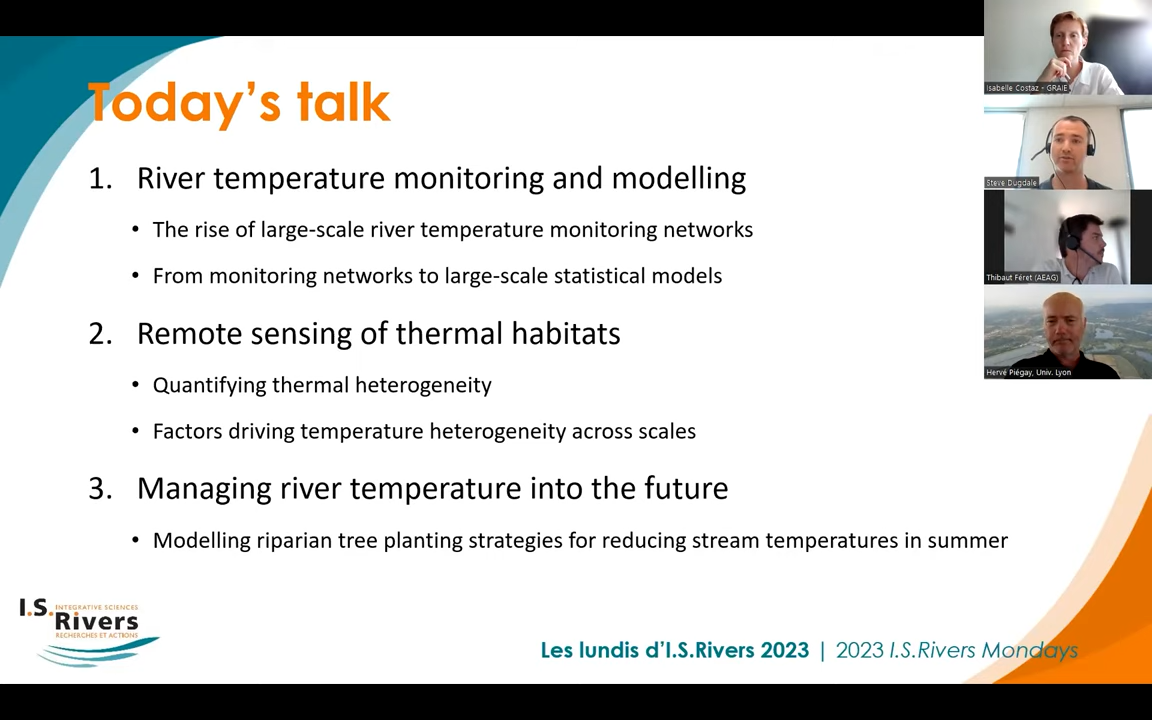 Today's talk
1. River temperature monitoring and modelling
• The rise of large-scale river temperature monitoring networks
• From monitoring networks to large-scale statistical models
2. Remote sensing of thermal habitats
• Quantifying thermal heterogeneity
• Factors driving temperature heterogeneity across scales
3. Managing river temperature into the future
• Modelling riparian tree planting strategies for reducing stream temperatures in summer
I.S. INTEGRATIVE SCIENCES
Rivers
RECHERCHES ET ACTIONS
Les lundis d'I.S.Rivers 2023 | 2023 I.S.Rivers Mondays
Isabelle Costaz - GRAIE
Steve Dugdale
Thibaut Féret (AEAG)
Hervé Piégay, Univ. Lyon